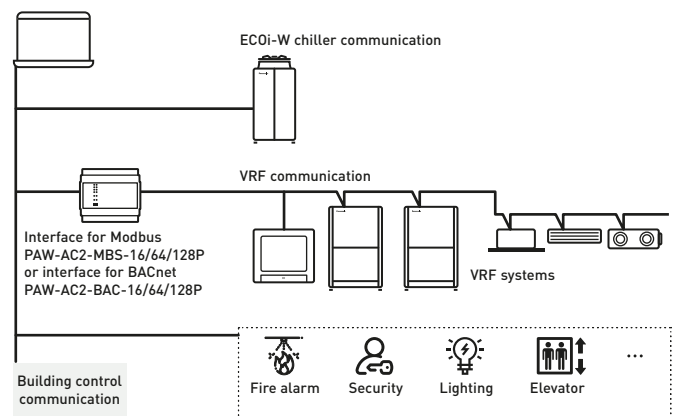 ECOi-W chiller communication
VRF communication
Interface for Modbus
PAW-AC2-MBS-16/64/128P
or interface for BACnet
PAW-AC2-BAC-16/64/128P
VRF systems
Fire alarm
Security
Lighting
Elevator
...
Building control
communication